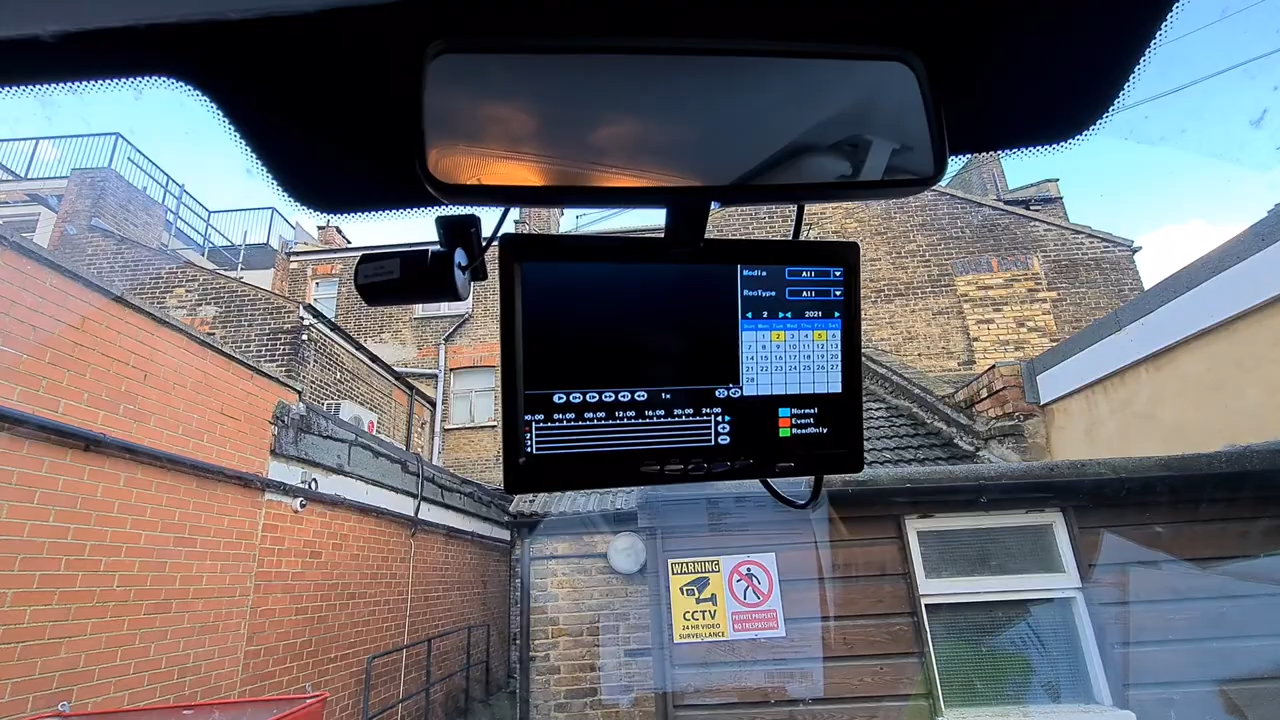 Media All
RecType All
2 2021
Sun Mon Tue Wed Thu Fri Sat
1 2 3 4 5 6
7 8 9 10 11 12 13
14 15 16 17 18 19 20
21 22 23 24 25 26 27
28
1x
00:00 04:00 08:00 12:00 16:00 20:00 24:00
Normal
Event
ReadOnly
WARNING
CCTV
24 HR VIDEO
SURVEILLANCE
PRIVATE PROPERTY
NO TRESPASSING